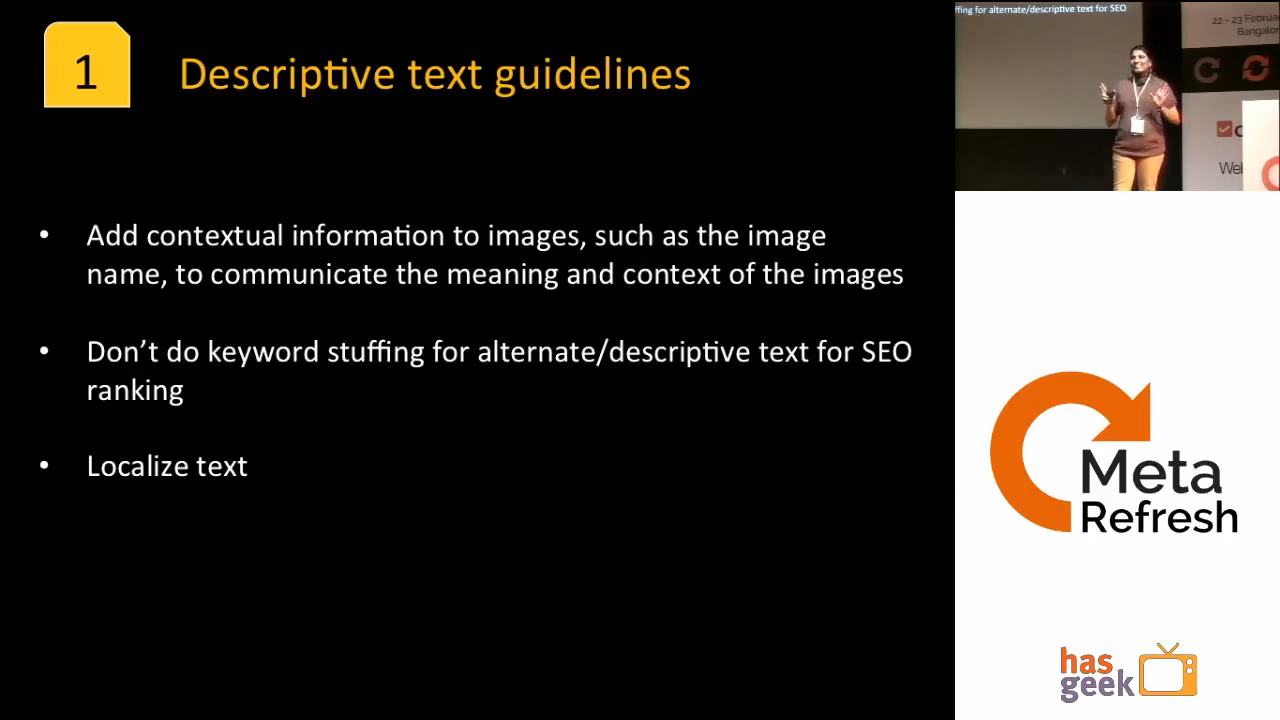 1
Descriptive text guidelines
• Add contextual information to images, such as the image
name, to communicate the meaning and context of the images
• Don’t do keyword stuffing for alternate/descriptive text for SEO
ranking
• Localize text
ffing for alternate/descriptive text for SEO
22 - 23 Februa
Bangalo
Meta
Refresh
has
geek